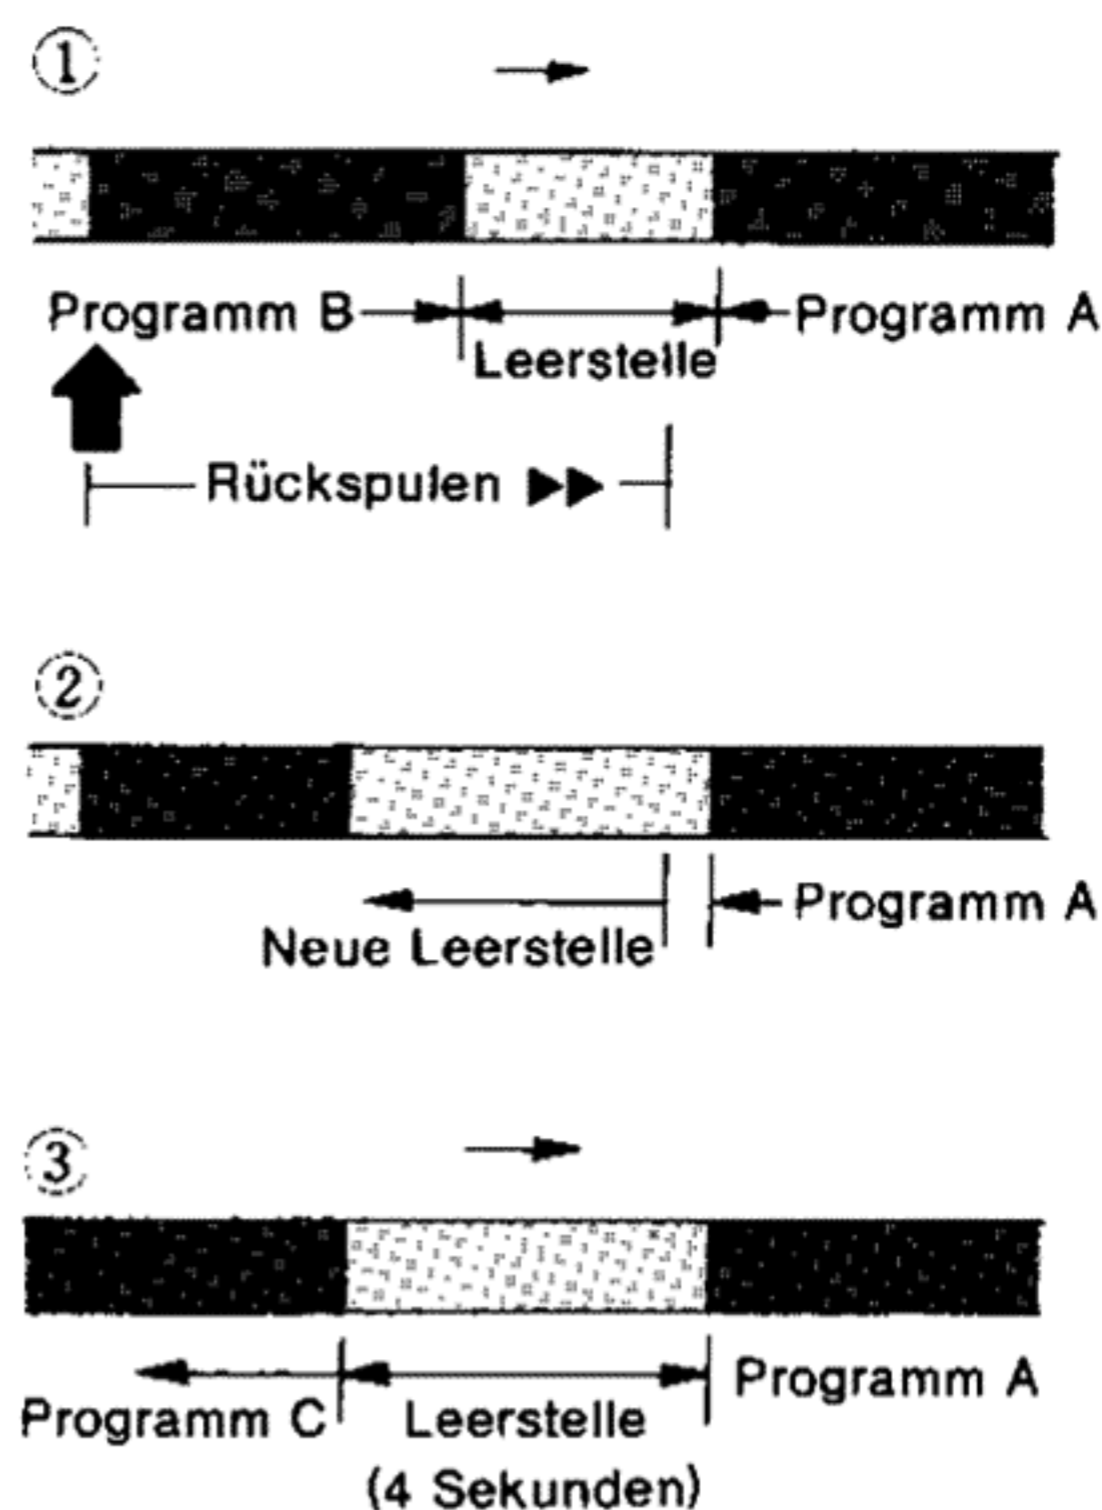 ①
Programm B
Programm A
Leerstelle
Rückspulen
②
Programm A
Neue Leerstelle
③
Programm A
Programm C
Leerstelle
(4 Sekunden)